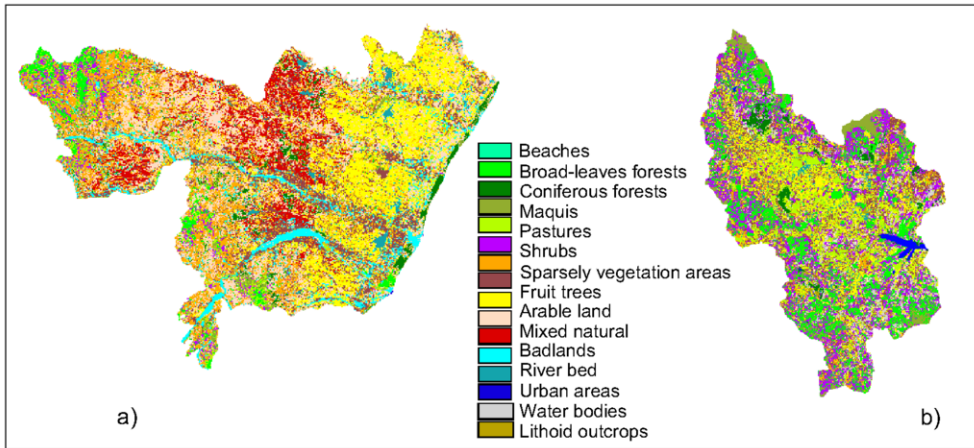 Beaches
Broad-leaves forests
Coniferous forests
Maquis
Pastures
Shrubs
Sparsely vegetation areas
Fruit trees
Arable land
Mixed natural
Badlands
River bed
Urban areas
Water bodies
Lithoid outcrops
a)
b)